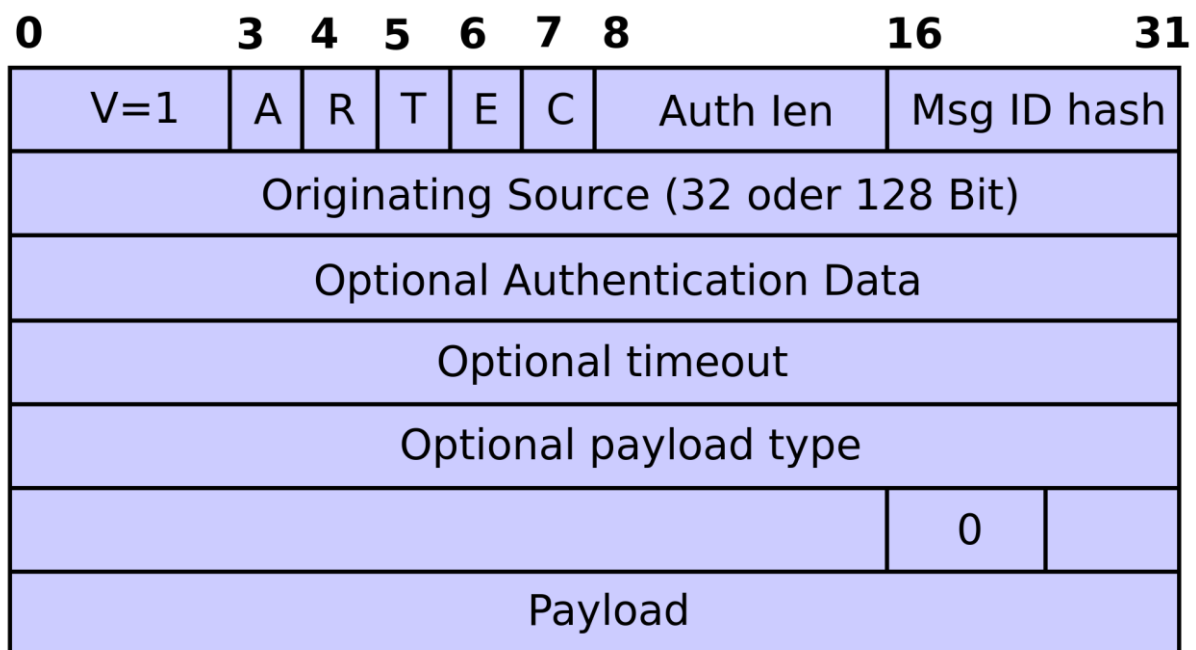 0 3 4 5 6 7 8 16 31
V=1 A R T E C Auth Ien Msg ID hash
Originating Source (32 oder 128 Bit)
Optional Authentication Data
Optional timeout
Optional payload type
0
Payload